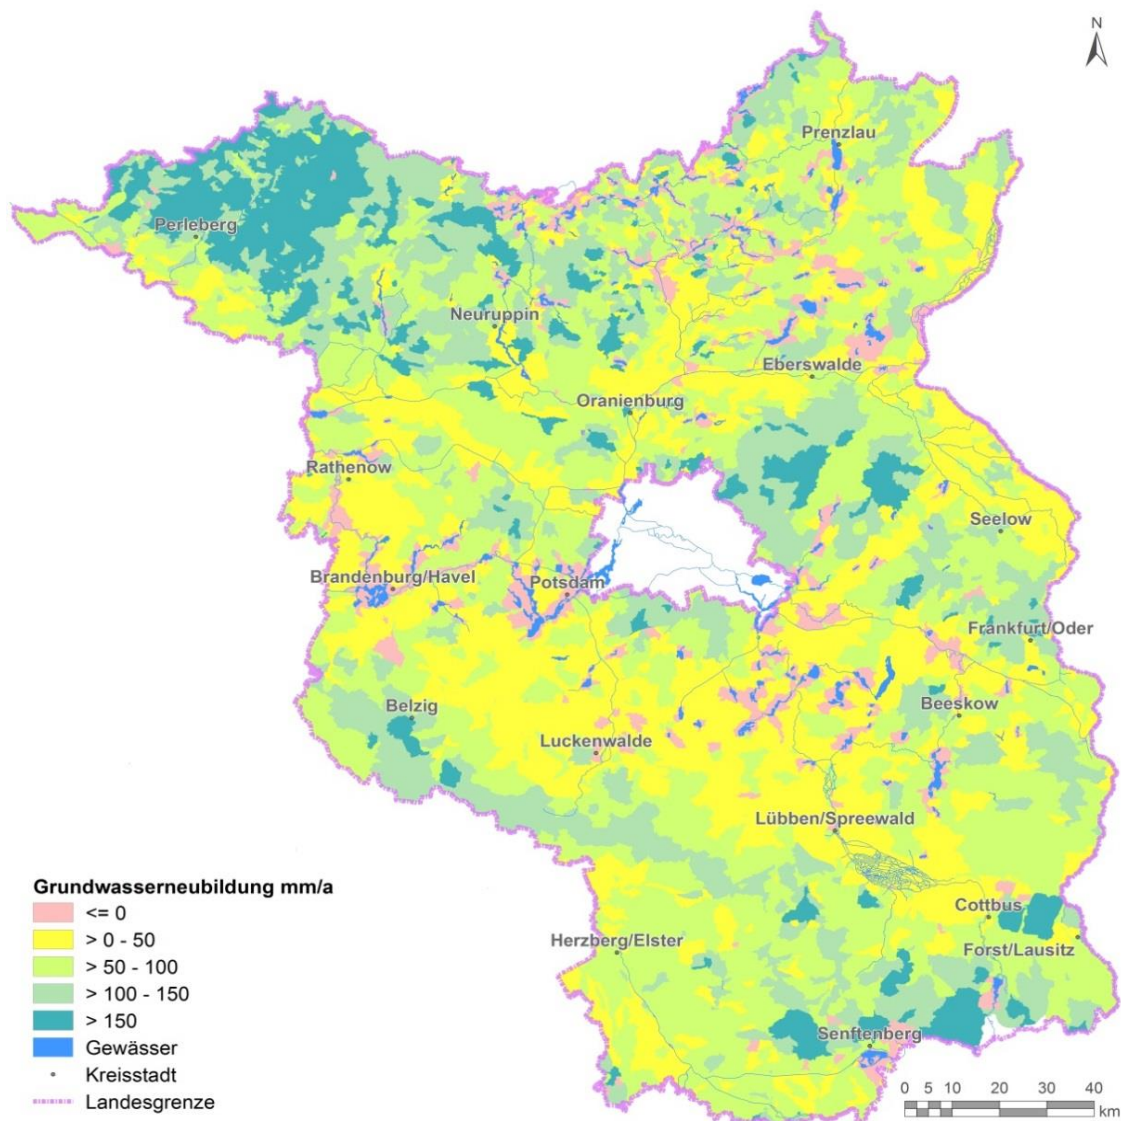 N
Prenzlau
Perleberg
Neuruppin
Eberswalde
Oranienburg
Rathenow
Seelow
Brandenburg/Havel
Potsdam
Frankfurt/Oder
Belzig
Beeskow
Luckenwalde
Lübben/Spreewald
Cottbus
Herzberg/Elster
Forst/Lausitz
Senftenberg
Grundwasserneubildung mm/a
<= 0
> 0 - 50
> 50 - 100
> 100 - 150
> 150
Gewässer
Kreisstadt
Landesgrenze
0 5 10 20 30 40
km